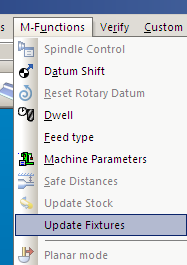 s M-Functions Verify Custom
Spindle Control
Datum Shift
Reset Rotary Datum
Dwell
Feed type
Machine Parameters
Safe Distances
Update Stock
Update Fixtures
Planar mode